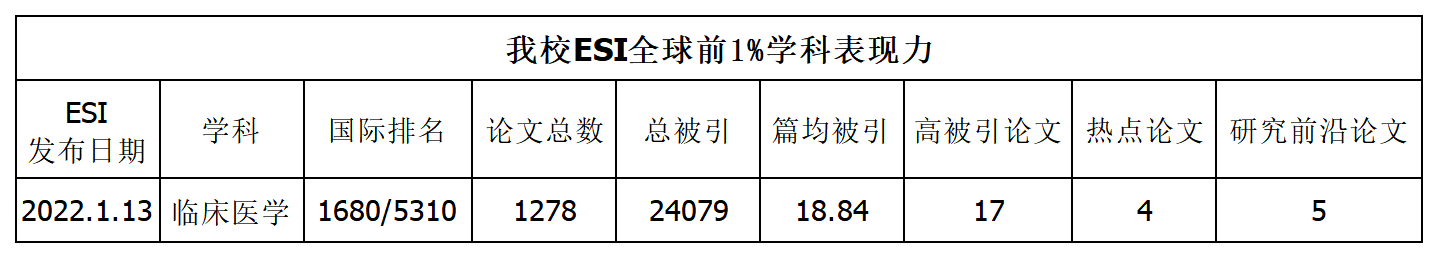 我校ESI全球前1%学科表现力
ESI
发布日期 学科 国际排名 论文总数 总被引 篇均被引 高被引论文 热点论文 研究前沿论文
2022.1.13 临床医学 1680/5310 1278 24079 18.84 17 4 5